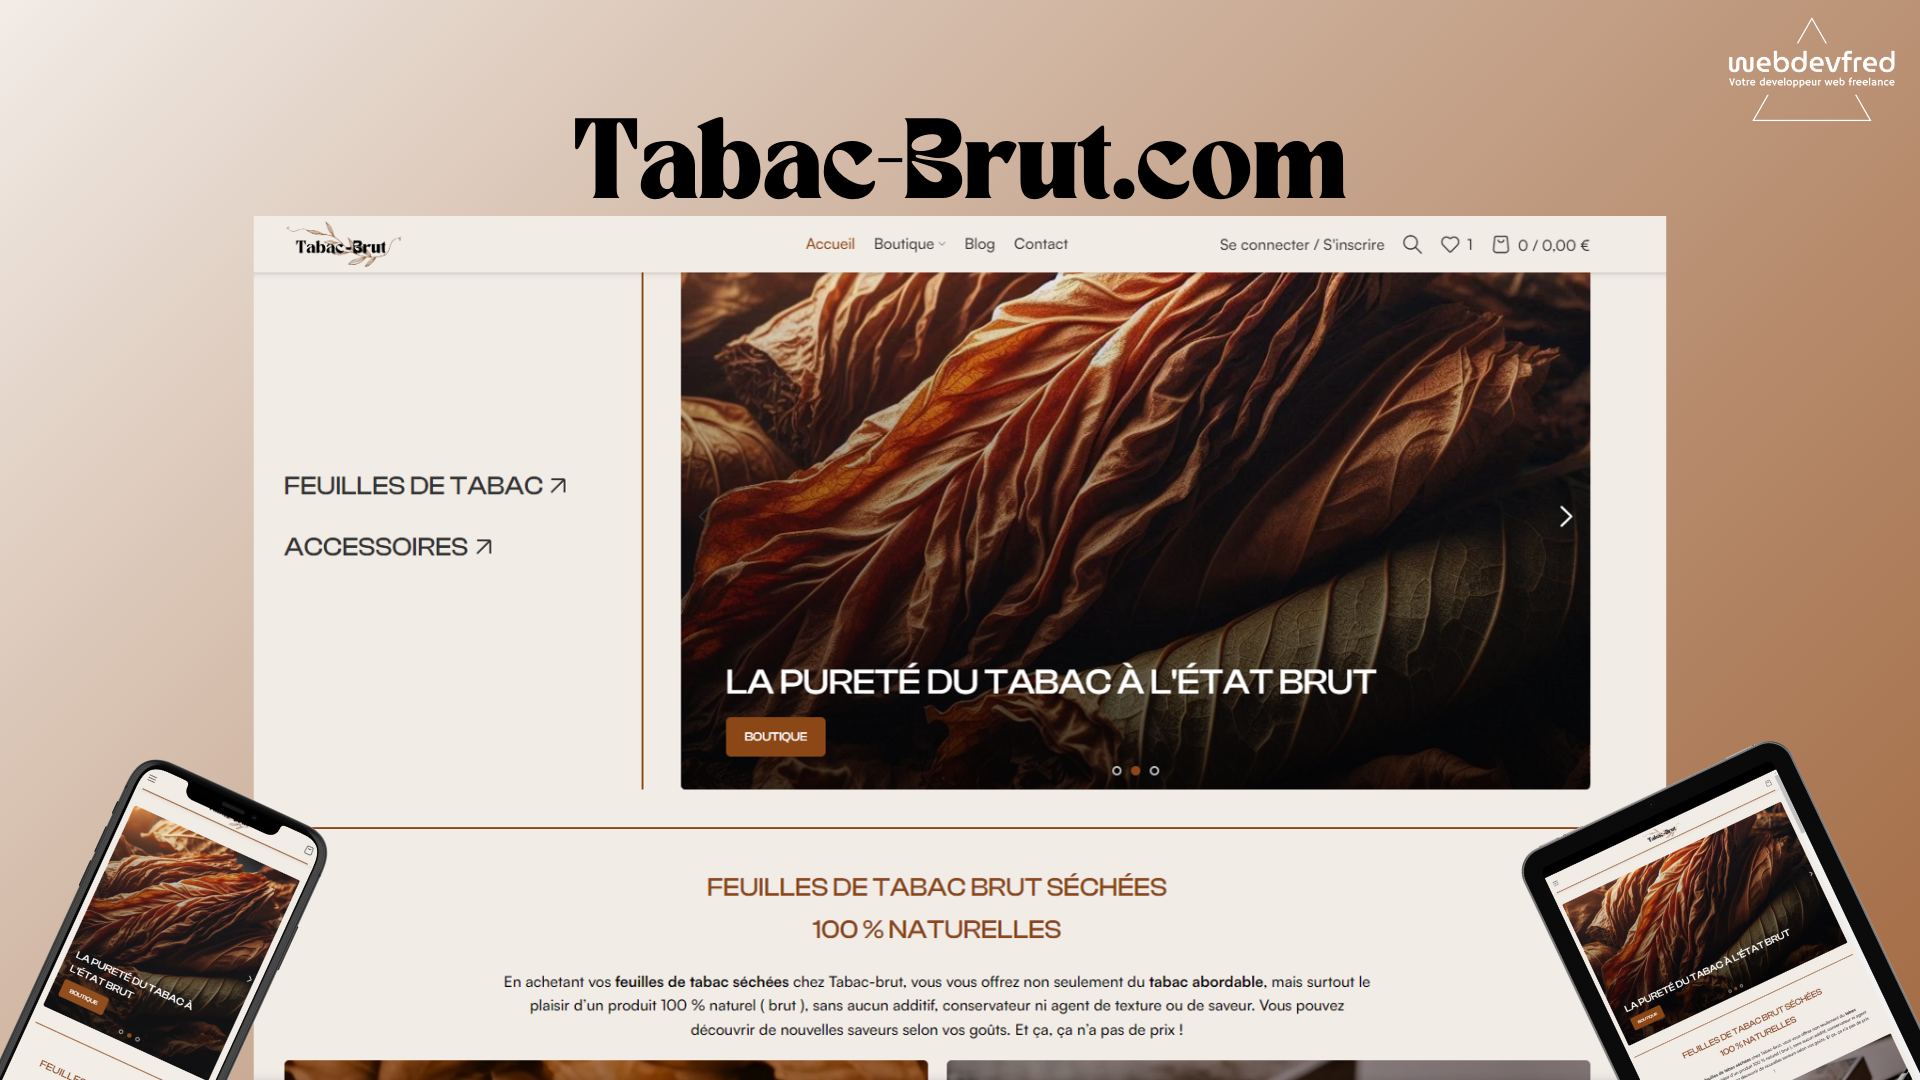 webdevfred
Votre developpeur web freelance
Tabac-Brut.com
Tabac-Brut
Accueil Boutique Blog Contact
Se connecter / S'inscrire 1 0 / 0,00 €
FEUILLES DE TABAC
ACCESSOIRES
LA PURETÉ DU TABAC À L'ÉTAT BRUT
BOUTIQUE
FEUILLES DE TABAC BRUT SÉCHÉES
100 % NATURELLES
En achetant vos feuilles de tabac séchées chez Tabac-brut, vous vous offrez non seulement du tabac abordable, mais surtout le
plaisir d'un produit 100 % naturel ( brut ), sans aucun additif, conservateur ni agent de texture ou de saveur. Vous pouvez
découvrir de nouvelles saveurs selon vos goûts. Et ça, ça n'a pas de prix !
LA PURETÉ DU TABAC À
L'ÉTAT BRUT
BOUTIQUE
Tabac-Brut
LA PURETÉ DU TABAC À L'ÉTAT BRUT
BOUTIQUE
FEUILLES DE TABAC BRUT SÉCHÉES
100 % NATURELLES